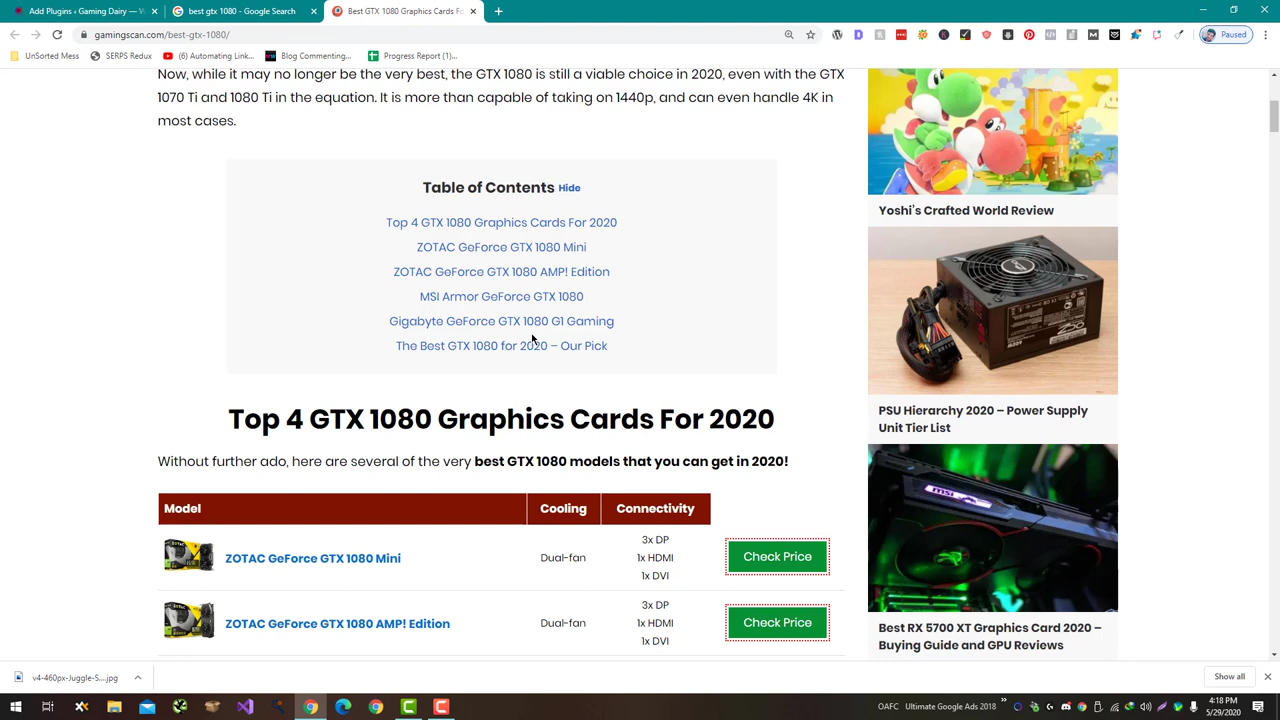 Add Plugins ‹ Gaming Dairy — W
best gtx 1080 - Google Search
Best GTX 1080 Graphics Cards Fo
gamingscan.com/best-gtx-1080/
Paused
UnSorted Mess
SERPS Redux
(6) Automating Link...
Blog Commenting...
Progress Report -...
Now, while it may no longer be the very best, the GTX 1080 is still a viable choice in 2020, even with the GTX
1070 Ti and 1080 Ti in the equation. It is more than capable of taking on 1440p, and can even handle 4K in
most cases.
Table of Contents Hide
Top 4 GTX 1080 Graphics Cards For 2020
ZOTAC GeForce GTX 1080 Mini
ZOTAC GeForce GTX 1080 AMP! Edition
MSI Armor GeForce GTX 1080
Gigabyte GeForce GTX 1080 G1 Gaming
The Best GTX 1080 for 2020 – Our Pick
Top 4 GTX 1080 Graphics Cards For 2020
Without further ado, here are several of the very best GTX 1080 models that you can get in 2020!
Model Cooling Connectivity
ZOTAC GeForce GTX 1080 Mini
Dual-fan
3x DP
1x HDMI
1x DVI
Check Price
ZOTAC GeForce GTX 1080 AMP! Edition
Dual-fan
3x DP
1x HDMI
1x DVI
Check Price
Yoshi's Crafted World Review
PSU Hierarchy 2020 – Power Supply
Unit Tier List
msi
Best RX 5700 XT Graphics Card 2020 –
Buying Guide and GPU Reviews
v4-460px-Juggle-S....jpg
Show all
OAFC
Ultimate Google Ads 2018
4:18 PM
5/29/2020